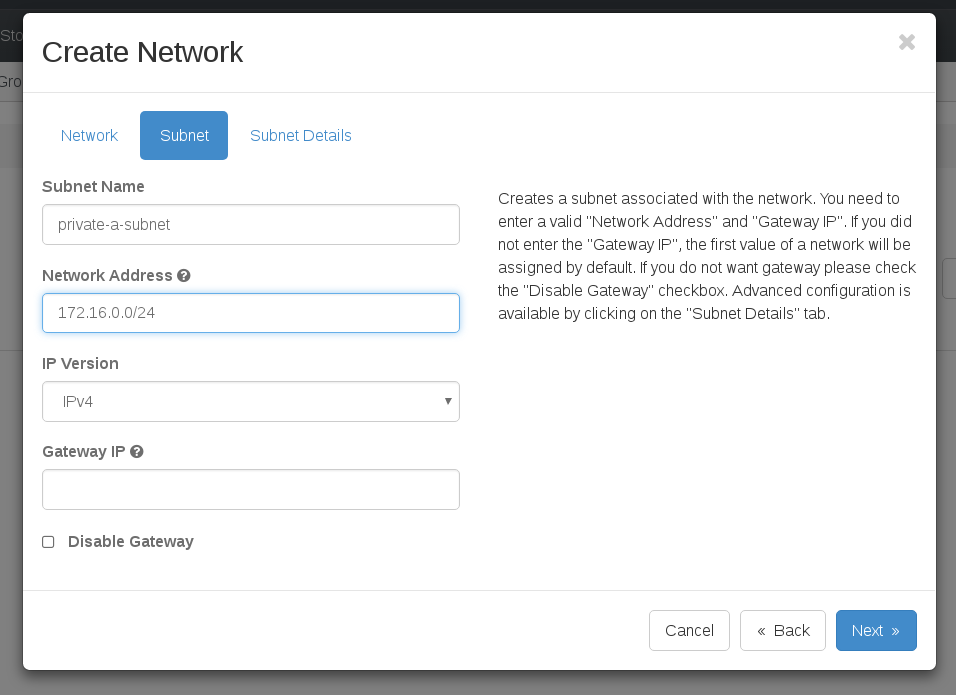 Create Network
Network
Subnet
Subnet Details
Subnet Name
private-a-subnet
Network Address
172.16.0.0/24
IP Version
IPv4
Gateway IP
Disable Gateway
Creates a subnet associated with the network. You need to
enter a valid "Network Address" and "Gateway IP". If you did
not enter the "Gateway IP", the first value of a network will be
assigned by default. If you do not want gateway please check
the "Disable Gateway" checkbox. Advanced configuration is
available by clicking on the "Subnet Details" tab.
Cancel
« Back
Next »